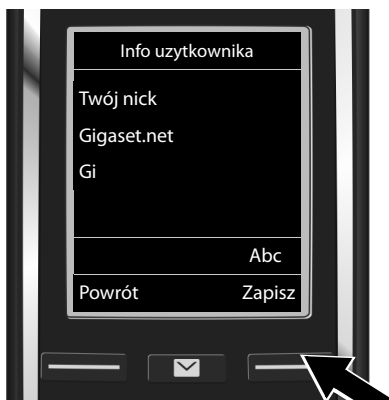 Info uzytkownika
Twój nick
Gigaset.net
Gi
Abc
Powrót Zapisz